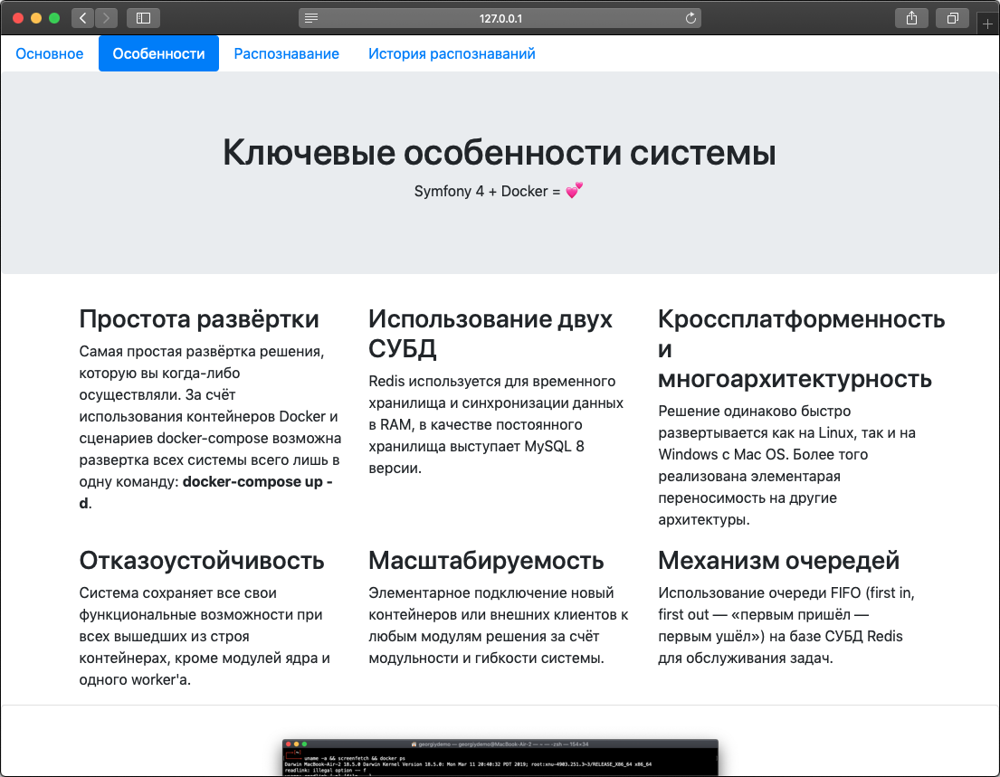 127.0.0.1
Основное
Особенности
Распознавание
История распознаваний
Ключевые особенности системы
Symfony 4 + Docker = 💕
Простота развёртки
Самая простая развёртка решения,
которую вы когда-либо
осуществляли. За счёт
использования контейнеров Docker и
сценариев docker-compose возможна
развертка всех системы всего лишь в
одну команду: docker-compose up -
d.
Использование двух
СУБД
Redis используется для временного
хранилища и синхронизации данных
в RAM, в качестве постоянного
хранилища выступает MySQL 8
версии.
Кроссплатформенность
и
многоархитектурность
Решение одинаково быстро
развертывается как на Linux, так и на
Windows с Mac OS. Более того
реализована элементарая
переносимость на другие
архитектуры.
Отказоустойчивость
Система сохраняет все свои
функциональные возможности при
всех вышедших из строя
контейнерах, кроме модулей ядра и
одного worker'а.
Масштабируемость
Элементарное подключение новый
контейнеров или внешних клиентов к
любым модулям решения за счёт
модульности и гибкости системы.
Механизм очередей
Использование очереди FIFO (first in,
first out — «первым пришёл —
первым ушёл») на базе СУБД Redis
для обслуживания задач.
georgiydemo — georgiydemo@MacBook-Air-2 — ~ — -zsh — 154×34
uname -a && screenfetch && docker ps
Darwin MacBook-Air-2 18.5.0 Darwin Kernel Version 18.5.0: Mon Mar 11 20:40:32 PDT 2019; root:xnu-4903.251.3~3/RELEASE_X86_64 x86_64
readlink: illegal option -- f